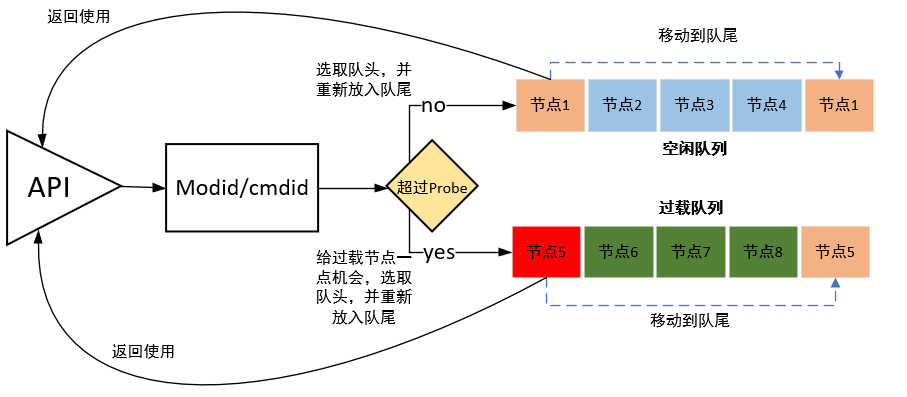 返回使用
移动到队尾
选取队头，并
重新放入队尾
no
节点1
节点2
节点3
节点4
节点1
空闲队列
API
Modid/cmdid
超过Probe
过载队列
给过载节点一
点机会，选取
队头，并重新
放入队尾
yes
节点5
节点6
节点7
节点8
节点5
移动到队尾
返回使用